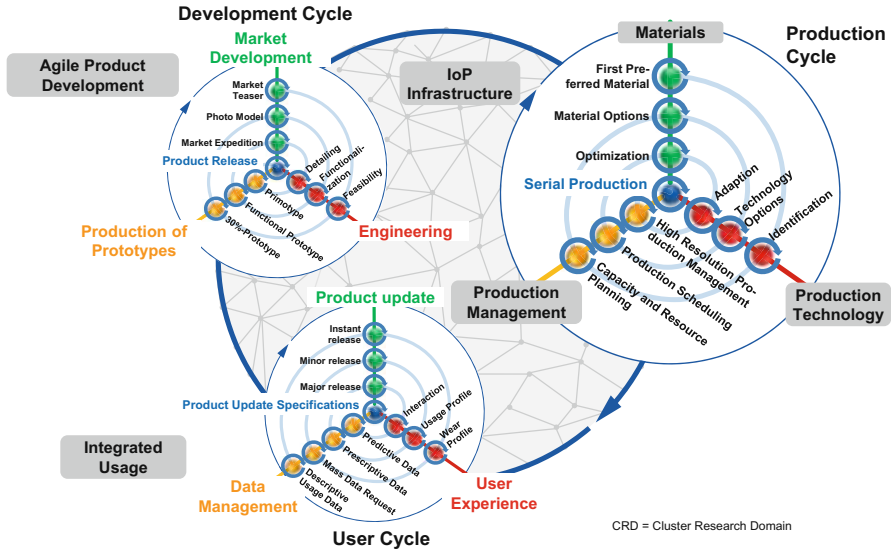 Development Cycle
Market
Development
Agile Product
Development
Market
Teaser
Photo Model
Market Expedition
Product Release
Detailing
Functionali-
zation
Feasibility
Primotype
Functional Prototype
30%-Prototype
Production of
Prototypes
Engineering
IoP
Infrastructure
Production
Cycle
Materials
First Pre-
ferred Material
Material Options
Optimization
Serial Production
Adaption
Technology
Options
Identification
High Resolution Pro-
duction Management
Production Scheduling
Capacity and Resource
Planning
Production
Management
Production
Technology
Product update
Instant
release
Minor release
Major release
Product Update Specifications
Interaction
Usage Profile
Wear
Profile
Predictive Data
Prescriptive Data
Mass Data Request
Descriptive
Usage Data
Integrated
Usage
Data
Management
User
Experience
User Cycle
CRD = Cluster Research Domain